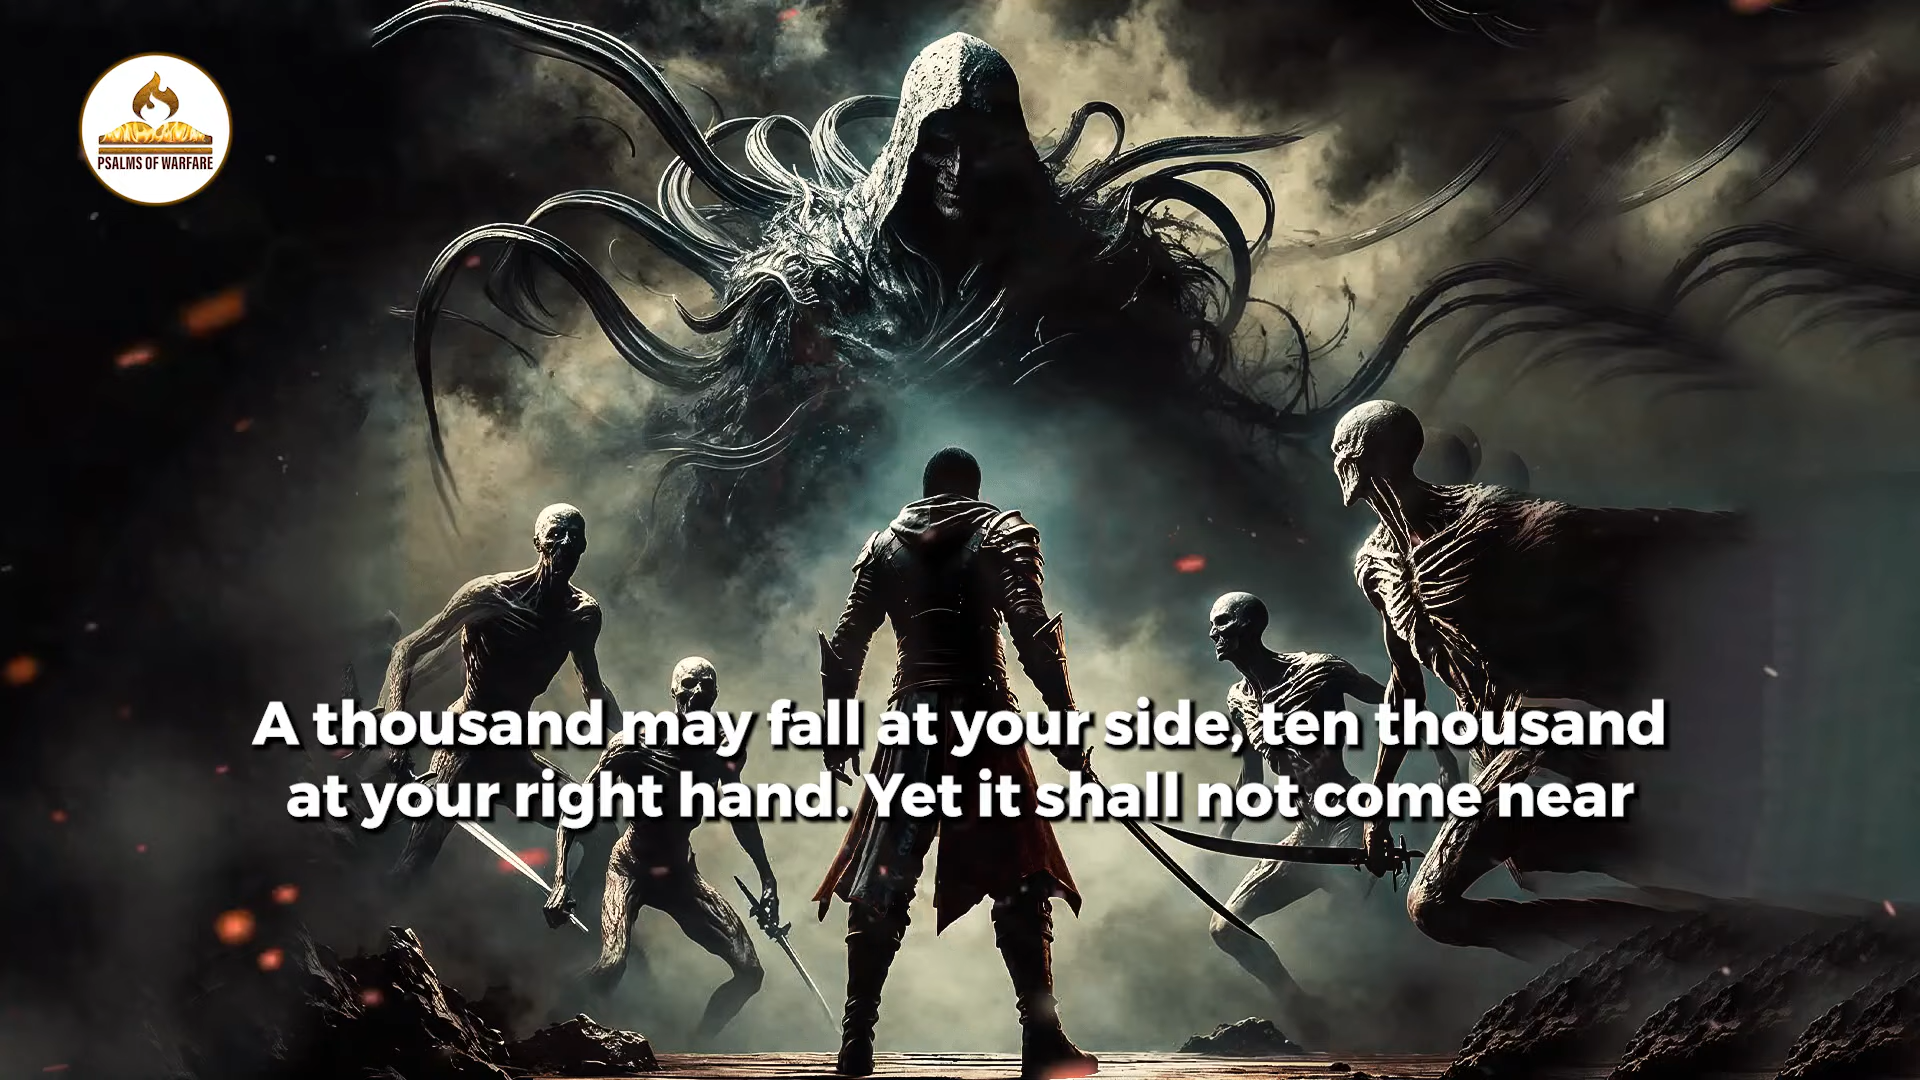 PSALMS OF WARFARE
A thousand may fall at your side, ten thousand
at your right hand. Yet it shall not come near